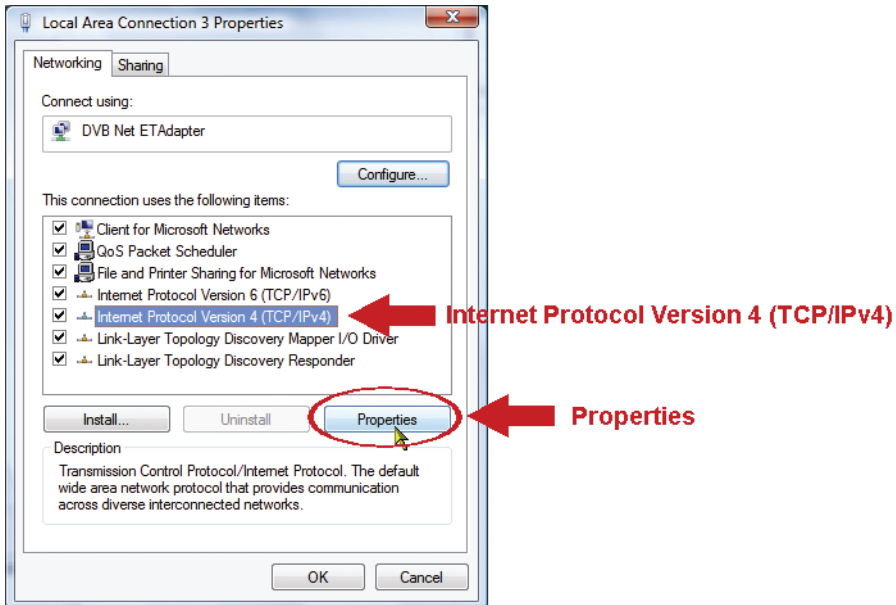 Local Area Connection 3 Properties
Networking
Sharing
Connect using:
DVB Net ETAdapter
Configure...
This connection uses the following items:
Client for Microsoft Networks
QoS Packet Scheduler
File and Printer Sharing for Microsoft Networks
Internet Protocol Version 6 (TCP/IPv6)
Internet Protocol Version 4 (TCP/IPv4)
Internet Protocol Version 4 (TCP/IPv4)
Link-Layer Topology Discovery Mapper I/O Driver
Link-Layer Topology Discovery Responder
Install...
Uninstall
Properties
Properties
Description
Transmission Control Protocol/Internet Protocol. The default
wide area network protocol that provides communication
across diverse interconnected networks.
OK
Cancel